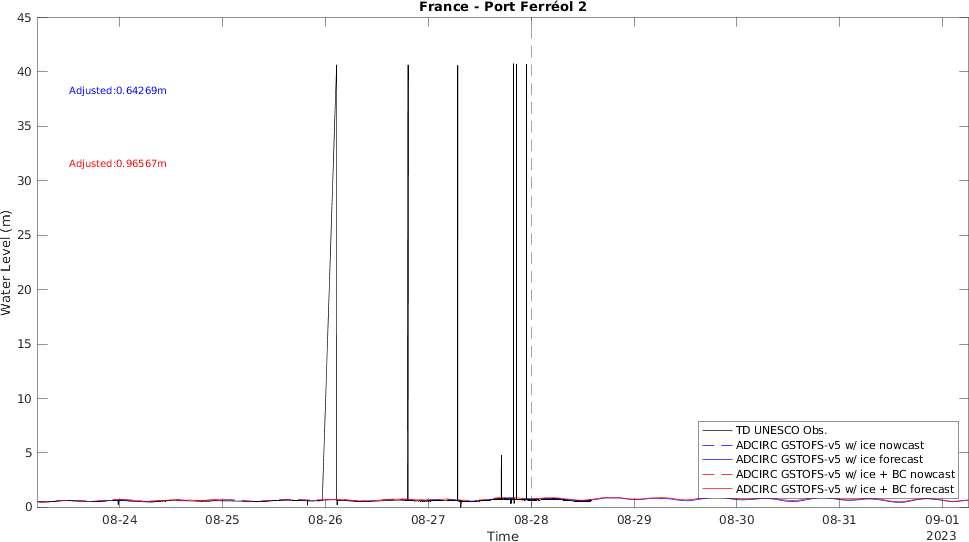 France - Port Ferréol 2
45
40
35
30
25
20
15
10
5
0
Water Level (m)
Adjusted:0.64269m
Adjusted:0.96567m
TD UNESCO Obs.
ADCIRC GSTOFS-v5 w/ ice nowcast
ADCIRC GSTOFS-v5 w/ ice forecast
ADCIRC GSTOFS-v5 w/ ice + BC nowcast
ADCIRC GSTOFS-v5 w/ ice + BC forecast
08-24 08-25 08-26 08-27 08-28 08-29 08-30 08-31 09-01
2023
Time